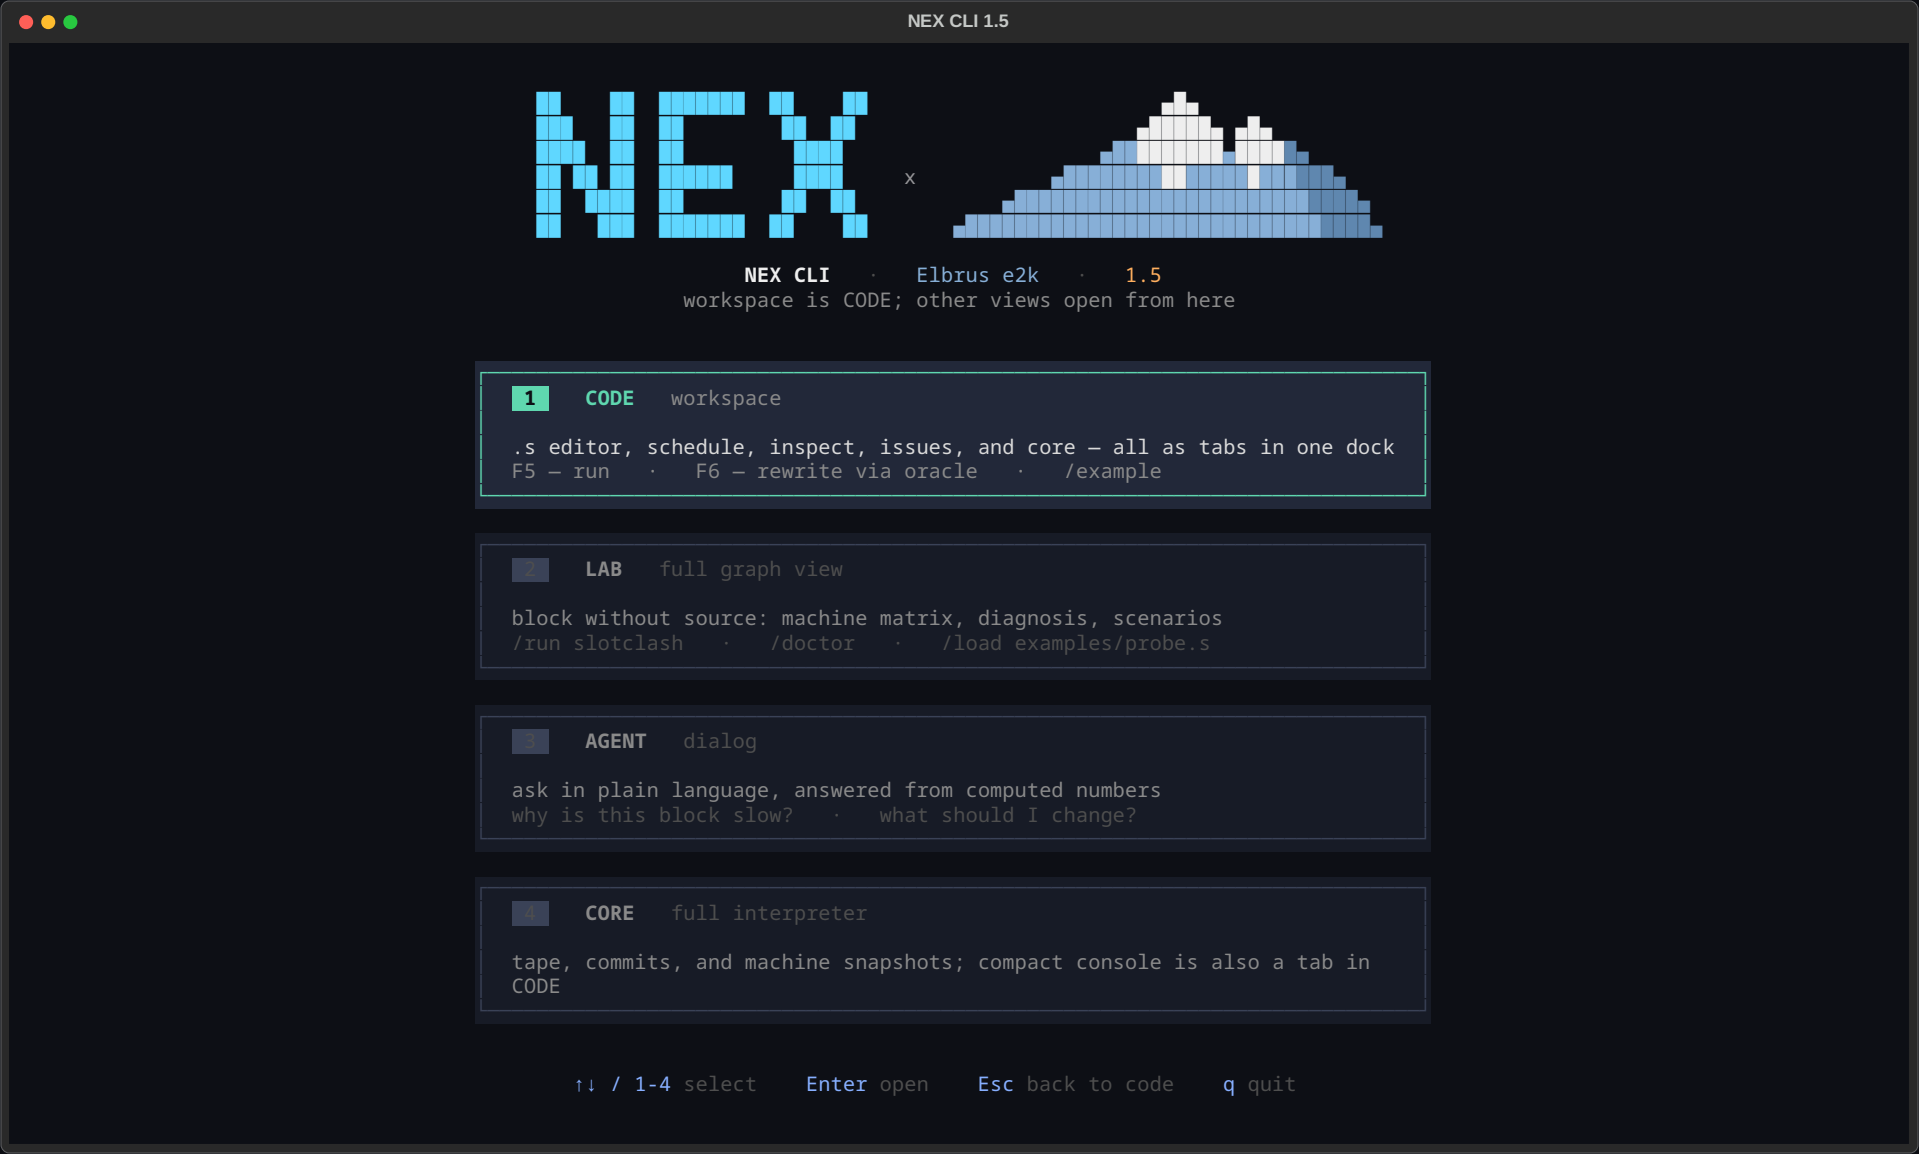 NEX CLI 1.5
NEX x
NEX CLI · Elbrus e2k · 1.5
workspace is CODE; other views open from here
1 CODE workspace
.s editor, schedule, inspect, issues, and core — all as tabs in one dock
F5 — run · F6 — rewrite via oracle · /example
2 LAB full graph view
block without source: machine matrix, diagnosis, scenarios
/run slotclash · /doctor · /load examples/probe.s
3 AGENT dialog
ask in plain language, answered from computed numbers
why is this block slow? · what should I change?
4 CORE full interpreter
tape, commits, and machine snapshots; compact console is also a tab in
CODE
↑↓ / 1-4 select Enter open Esc back to code q quit